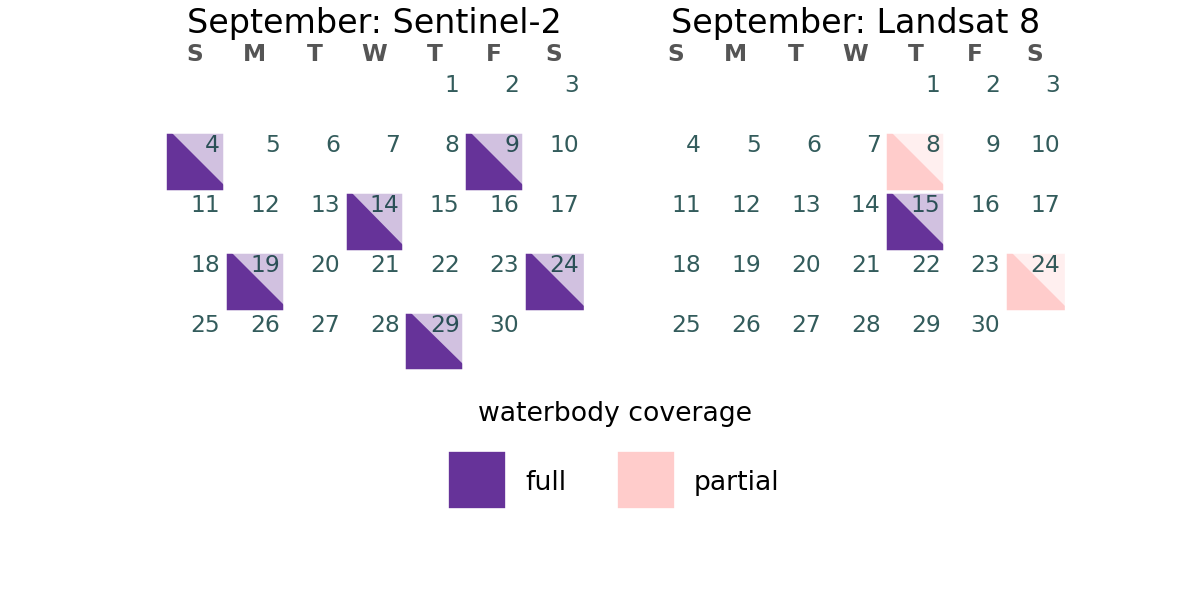 September: Sentinel-2
S M T W T F S
1 2 3
4 5 6 7 8 9 10
11 12 13 14 15 16 17
18 19 20 21 22 23 24
25 26 27 28 29 30
September: Landsat 8
S M T W T F S
1 2 3
4 5 6 7 8 9 10
11 12 13 14 15 16 17
18 19 20 21 22 23 24
25 26 27 28 29 30
waterbody coverage
full
partial